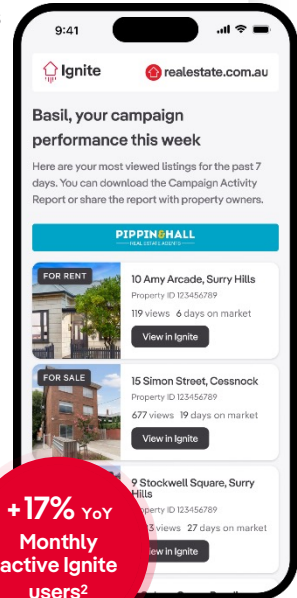 9:41
Ignite
realestate.com.au
Basil, your campaign
performance this week
Here are your most viewed listings for the past 7
days. You can download the Campaign Activity
Report or share the report with property owners.
PIPPIN&HALL
REAL ESTATE AGENTS
FOR RENT
10 Amy Arcade, Surry Hills
Property ID 123456789
119 views 6 days on market
View in Ignite
FOR SALE
15 Simon Street, Cessnock
Property ID 123456789
677 views 19 days on market
View in Ignite
9 Stockwell Square, Surry
Hills
ID 123456789
views 27 days on market
in Ignite
+17% YoY
Monthly
active Ignite
users2